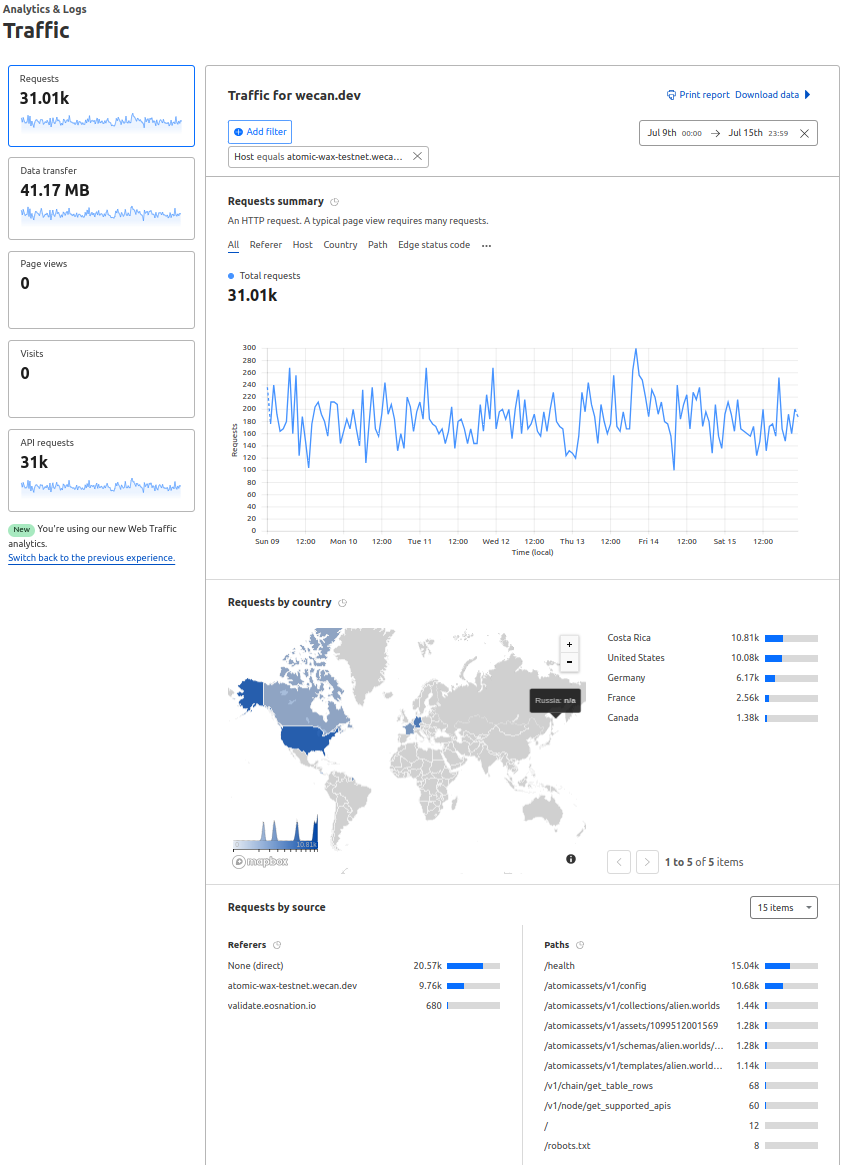 Analytics & Logs
Traffic
Requests
31.01k
Data transfer
41.17 MB
Page views
0
Visits
0
API requests
31k
New You're using our new Web Traffic
analytics.
Switch back to the previous experience.
Traffic for wecan.dev
Print report Download data
Add filter
Jul 9th 00:00 → Jul 15th 23:59
Host equals atomic-wax-testnet.weca...
Requests summary
An HTTP request. A typical page view requires many requests.
All Referer Host Country Path Edge status code ...
Total requests
31.01k
Requests
300
280
260
240
220
200
180
160
140
120
100
80
60
40
20
0
Sun 09 12:00 Mon 10 12:00 Tue 11 12:00 Wed 12 12:00 Thu 13 12:00 Fri 14 12:00 Sat 15 12:00
Time (local)
Requests by country
+
-
Russia: n/a
0 10.81k
mapbox
Costa Rica 10.81k
United States 10.08k
Germany 6.17k
France 2.56k
Canada 1.38k
1 to 5 of 5 items
Requests by source
15 items
Referers
None (direct) 20.57k
atomic-wax-testnet.wecan.dev 9.76k
validate.eosnation.io 680
Paths
/health 15.04k
/atomicassets/v1/config 10.68k
/atomicassets/v1/collections/alien.worlds 1.44k
/atomicassets/v1/assets/1099512001569 1.28k
/atomicassets/v1/schemas/alien.worlds/... 1.28k
/atomicassets/v1/templates/alien.world... 1.14k
/v1/chain/get_table_rows 68
/v1/node/get_supported_apis 60
/ 12
/robots.txt 8